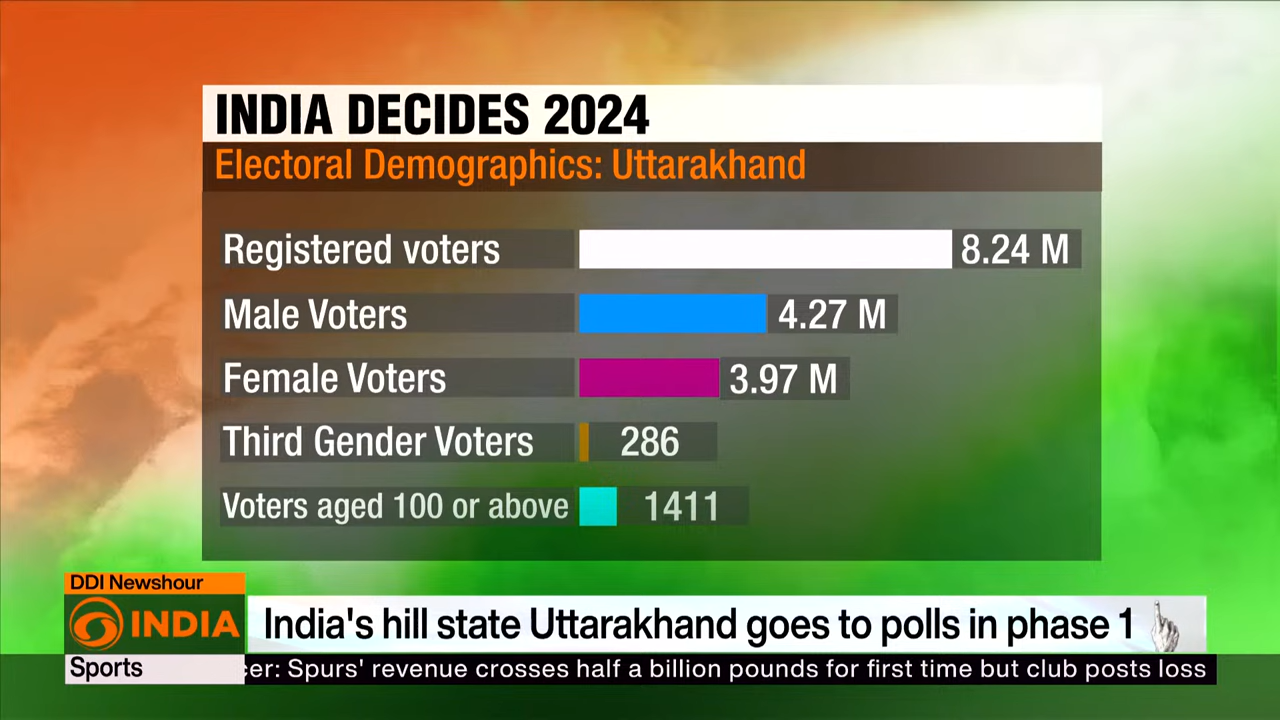 INDIA DECIDES 2024
Electoral Demographics: Uttarakhand
Registered voters 8.24 M
Male Voters 4.27 M
Female Voters 3.97 M
Third Gender Voters 286
Voters aged 100 or above 1411
DDI Newshour
INDIA
India's hill state Uttarakhand goes to polls in phase 1
Sports
cer: Spurs' revenue crosses half a billion pounds for first time but club posts loss